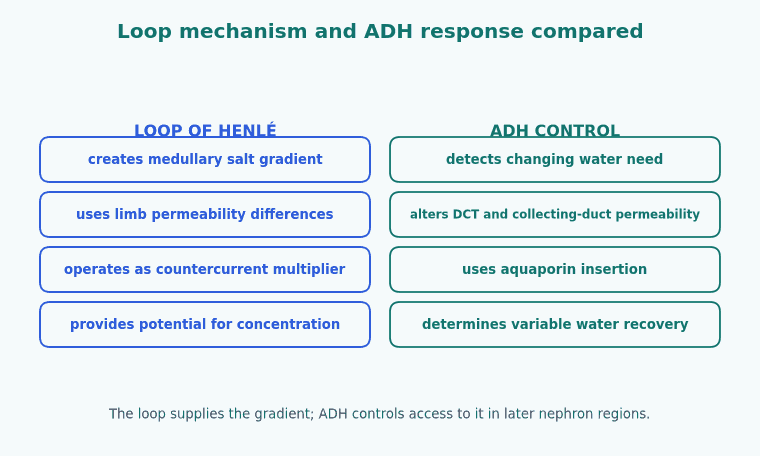 Loop mechanism and ADH response compared
LOOP OF HENLÉ
creates medullary salt gradient
uses limb permeability differences
operates as countercurrent multiplier
provides potential for concentration
ADH CONTROL
detects changing water need
alters DCT and collecting-duct permeability
uses aquaporin insertion
determines variable water recovery
The loop supplies the gradient; ADH controls access to it in later nephron regions.